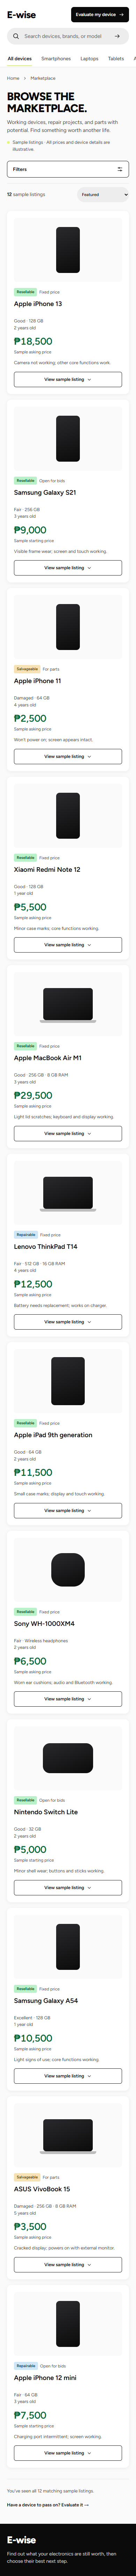 E-wise
Evaluate my device →
Search devices, brands, or model
All devices Smartphones Laptops Tablets
Home › Marketplace
BROWSE THE
MARKETPLACE.
Working devices, repair projects, and parts with
potential. Find something worth another life.
Sample listings · All prices and device details are
illustrative.
Filters
12 sample listings
Featured
Resellable Fixed price
Apple iPhone 13
Good · 128 GB
2 years old
₱18,500
Sample asking price
Camera not working; other core functions work.
View sample listing
Resellable Open for bids
Samsung Galaxy S21
Fair · 256 GB
3 years old
₱9,000
Sample starting price
Visible frame wear; screen and touch working.
View sample listing
Salvageable For parts
Apple iPhone 11
Damaged · 64 GB
4 years old
₱2,500
Sample asking price
Won't power on; screen appears intact.
View sample listing
Resellable Fixed price
Xiaomi Redmi Note 12
Good · 128 GB
1 year old
₱5,500
Sample asking price
Minor case marks; core functions working.
View sample listing
Resellable Fixed price
Apple MacBook Air M1
Good · 256 GB · 8 GB RAM
3 years old
₱29,500
Sample asking price
Light lid scratches; keyboard and display working.
View sample listing
Repairable Fixed price
Lenovo ThinkPad T14
Fair · 512 GB · 16 GB RAM
4 years old
₱12,500
Sample asking price
Battery needs replacement; works on charger.
View sample listing
Resellable Fixed price
Apple iPad 9th generation
Good · 64 GB
2 years old
₱11,500
Sample asking price
Small case marks; display and touch working.
View sample listing
Resellable Fixed price
Sony WH-1000XM4
Fair · Wireless headphones
2 years old
₱6,500
Sample asking price
Worn ear cushions; audio and Bluetooth working.
View sample listing
Resellable Open for bids
Nintendo Switch Lite
Good · 32 GB
2 years old
₱5,000
Sample starting price
Minor shell wear; buttons and sticks working.
View sample listing
Resellable Fixed price
Samsung Galaxy A54
Excellent · 128 GB
1 year old
₱10,500
Sample asking price
Light signs of use; core functions working.
View sample listing
Salvageable For parts
ASUS VivoBook 15
Damaged · 256 GB · 8 GB RAM
5 years old
₱3,500
Sample asking price
Cracked display; powers on with external monitor.
View sample listing
Repairable Open for bids
Apple iPhone 12 mini
Fair · 64 GB
3 years old
₱7,500
Sample starting price
Charging port intermittent; screen working.
View sample listing
You've seen all 12 matching sample listings.
Have a device to pass on? Evaluate it →
E-wise
Find out what your electronics are still worth, then
choose their best next step.